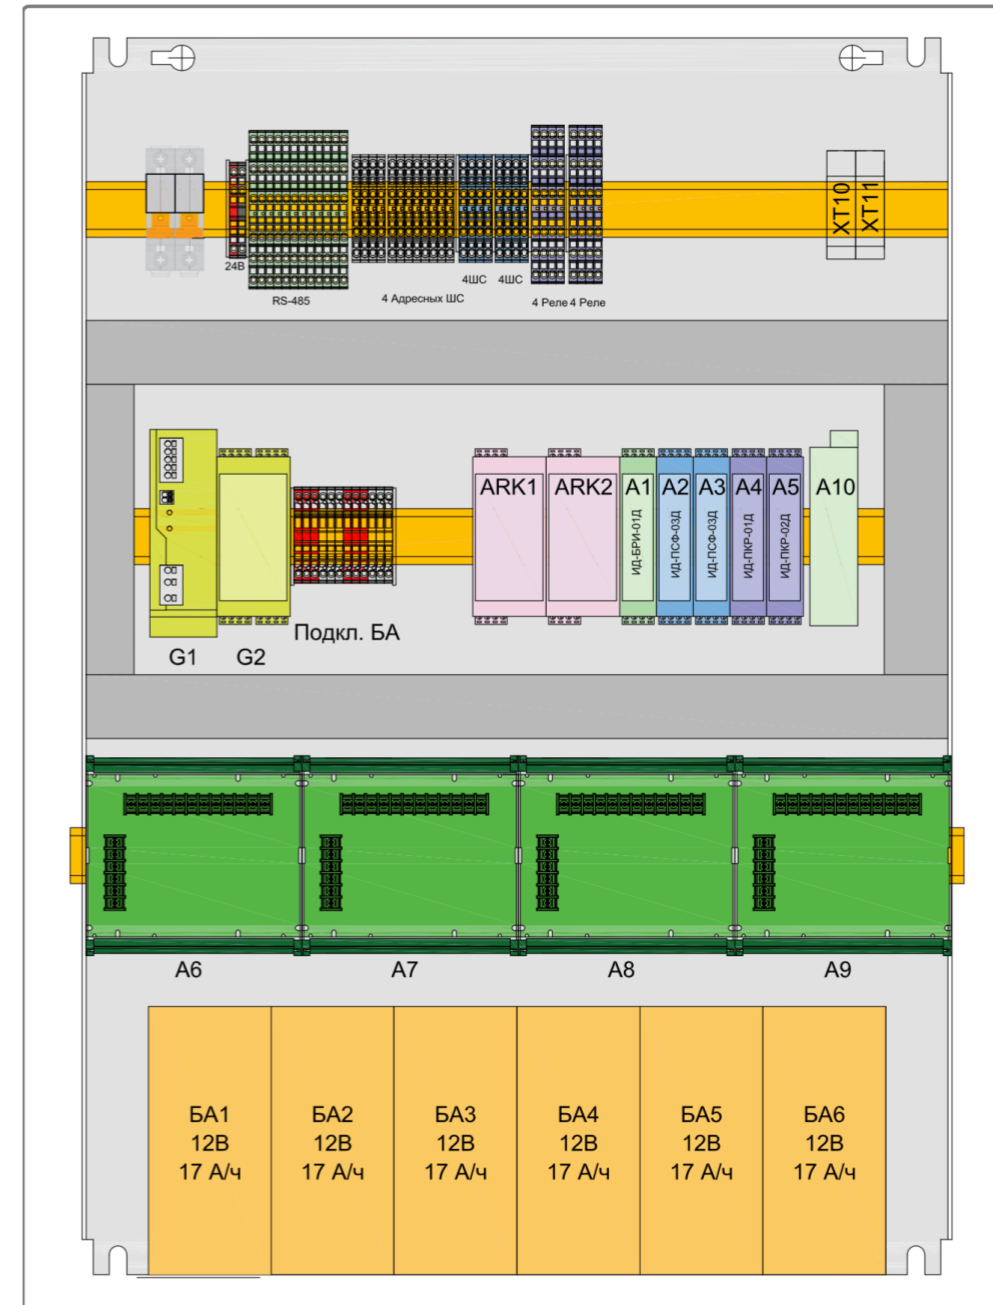 XT10
XT11
24В
RS-485
4 Адресных ШС
4ШС
4ШС
4 Реле
4 Реле
ARK1
ARK2
A1
ИД-БРИ-01Д
A2
ИД-ПСФ-03Д
A3
ИД-ПСФ-03Д
A4
ИД-ПКР-01Д
A5
ИД-ПКР-02Д
A10
Подкл. БА
G1
G2
A6
A7
A8
A9
БА1
12В
17 А/ч
БА2
12В
17 А/ч
БА3
12В
17 А/ч
БА4
12В
17 А/ч
БА5
12В
17 А/ч
БА6
12В
17 А/ч